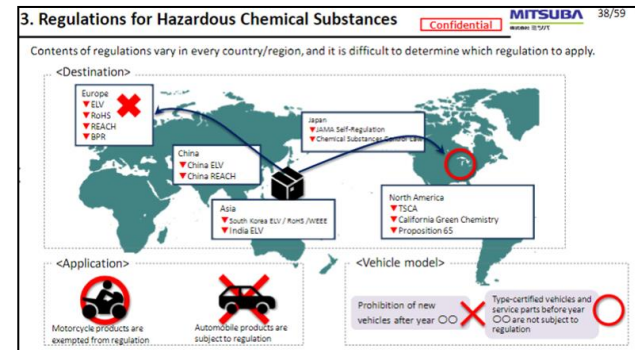 3. Regulations for Hazardous Chemical Substances
Confidential
MITSUBA
38/59
Contents of regulations vary in every country/region, and it is difficult to determine which regulation to apply.
<Destination>
Europe
▼ELV
▼RoHS
▼REACH
▼BPR
Japan
▼JAMA Self-Regulation
▼Chemical Substances Control Law
China
▼China ELV
▼China REACH
Asia
▼South Korea ELV / RoHS /WEEE
▼India ELV
North America
▼TSCA
▼California Green Chemistry
▼Proposition 65
<Application>
Motorcycle products are
exempted from regulation
Automobile products are
subject to regulation
<Vehicle model>
Prohibition of new
vehicles after year ○○
Type-certified vehicles and
service parts before year
○○ are not subject to
regulation